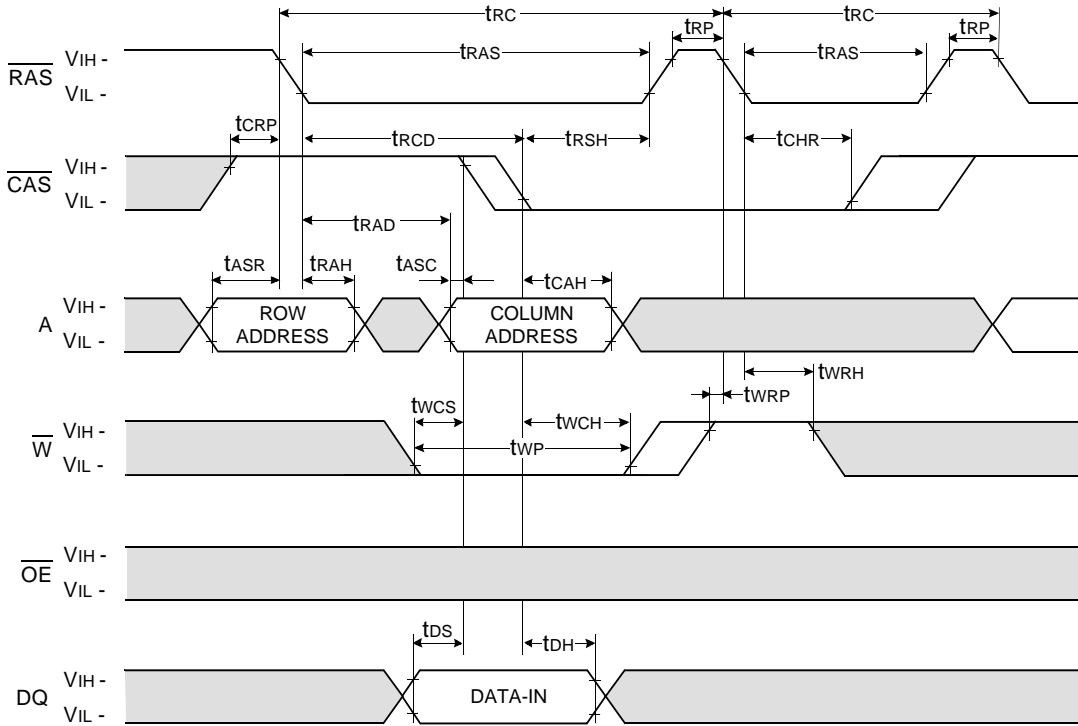 tRC tRC
tRP tRP
tRAS tRAS
RAS VIH -
VIL -
tCRP tRCD tRSH tCHR
CAS VIH -
VIL -
tRAD
tASR tRAH tASC tCAH
A VIH -
VIL -
ROW ADDRESS
COLUMN ADDRESS
tWRH
tWRP
tWCS tWCH
tWP
W VIH -
VIL -
OE VIH -
VIL -
tDS tDH
DQ VIH -
VIL -
DATA-IN